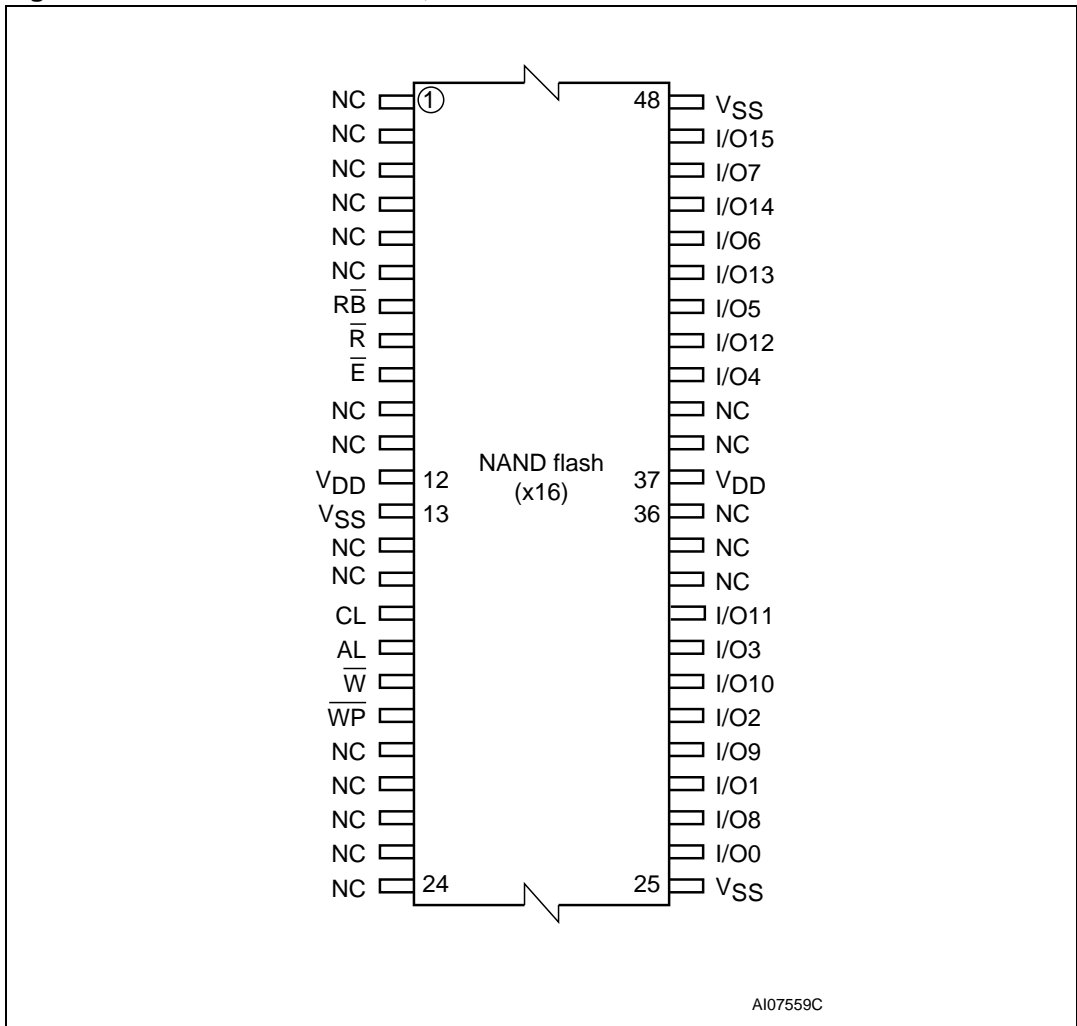 NC 1 48 VSS
NC I/O15
NC I/O7
NC I/O14
NC I/O6
NC I/O13
RB̅ I/O5
R̅ I/O12
E̅ I/O4
NC NC
NC NC
VDD 12 NAND flash 37 VDD
(x16)
VSS 13 36 NC
NC NC
NC NC
CL I/O11
AL I/O3
W̅ I/O10
W̅P̅ I/O2
NC I/O9
NC I/O1
NC I/O8
NC I/O0
NC 24 25 VSS
AI07559C